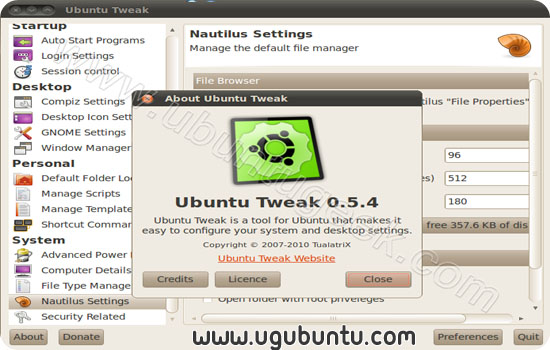 Ubuntu Tweak
Startup
Auto Start Programs
Login Settings
Session control
Desktop
Compiz Settings
Desktop Icon Sett
GNOME Settings
Window Manager
Personal
Default Folder Loc
Manage Scripts
Manage Template
Shortcut Comman
System
Advanced Power
Computer Details
File Type Manage
Nautilus Settings
Security Related
Nautilus Settings
Manage the default file manager
File Browser
tilus "File Properties"
96
512
180
free 357.6 KB of dis
Open folder with root priveleges
About Ubuntu Tweak
Ubuntu Tweak 0.5.4
Ubuntu Tweak is a tool for Ubuntu that makes it
easy to configure your system and desktop settings.
Copyright © 2007-2010 TualatriX
Ubuntu Tweak Website
Credits
Licence
Close
About
Donate
www.ugubuntu.com
Preferences
Quit